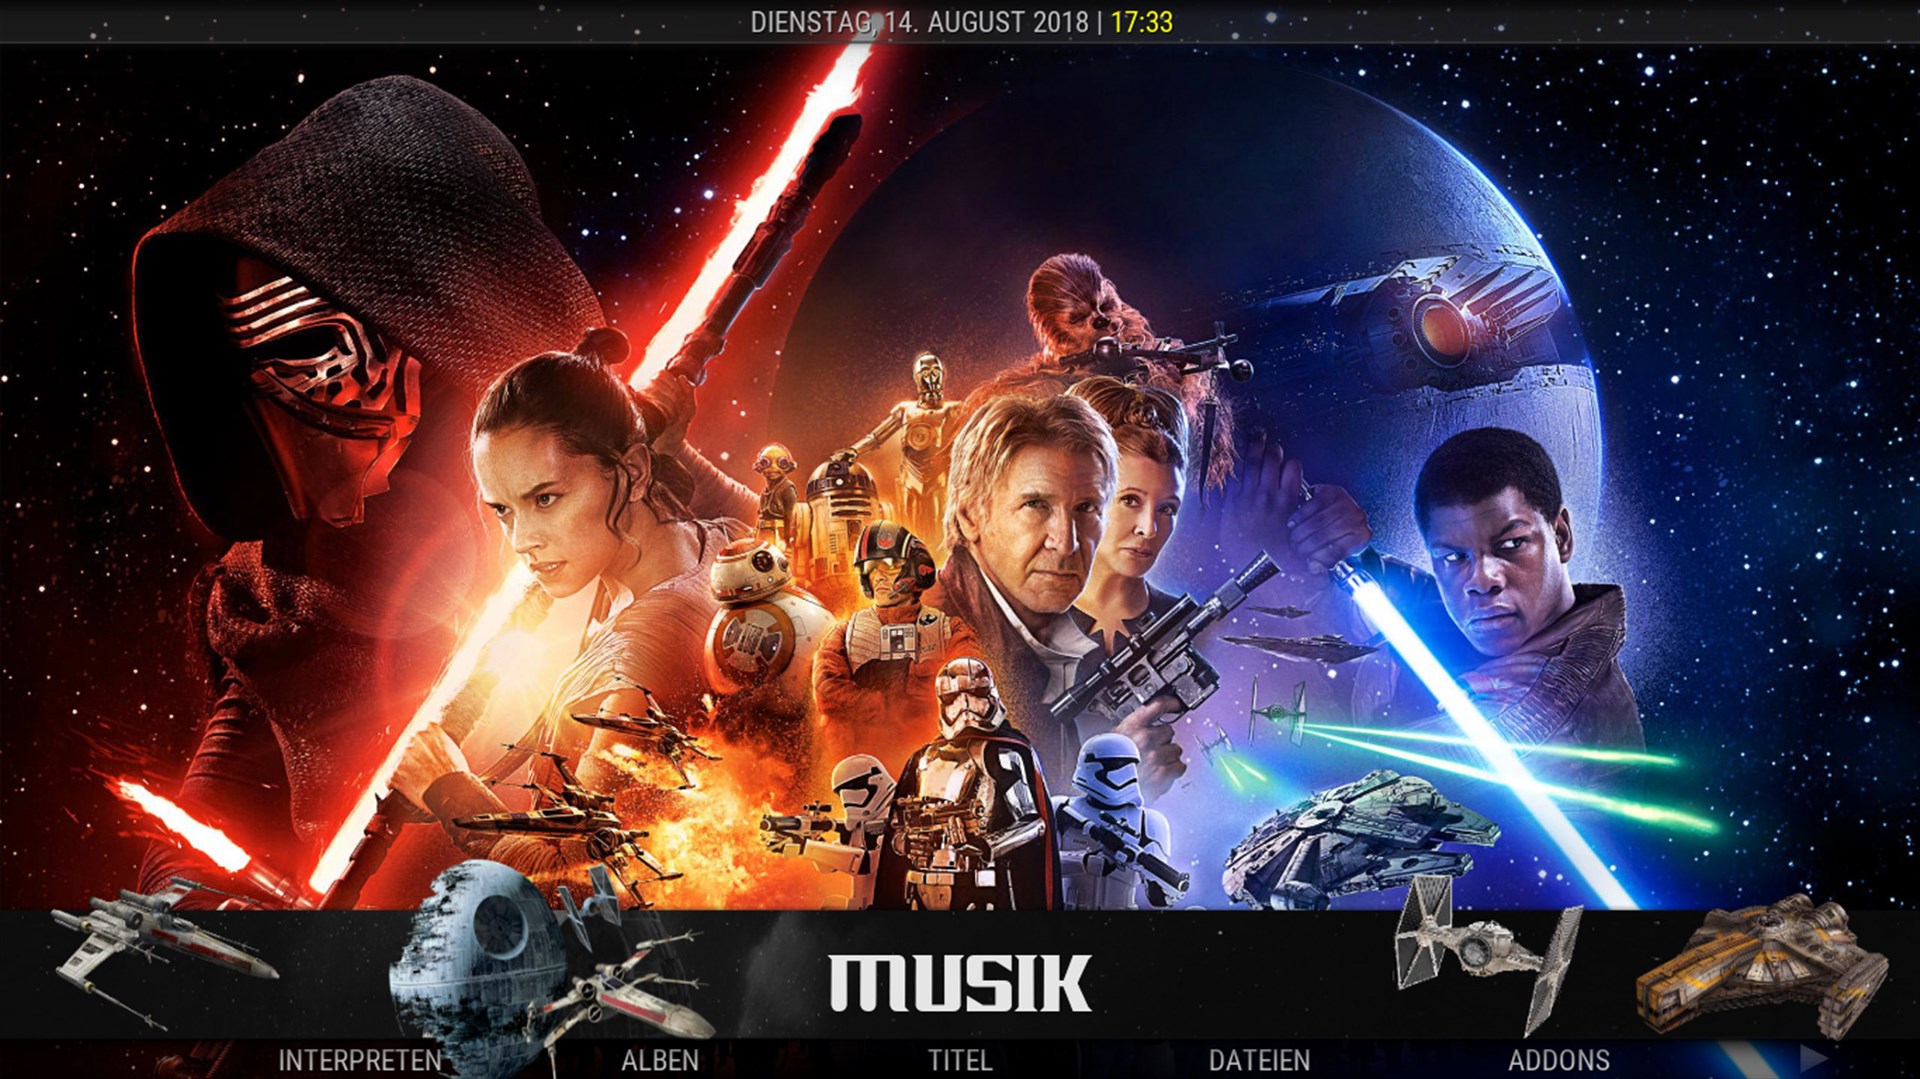 DIENSTAG, 14. AUGUST 2018 | 17:33
MUSIK
INTERPRETEN ALBEN TITEL DATEIEN ADDONS